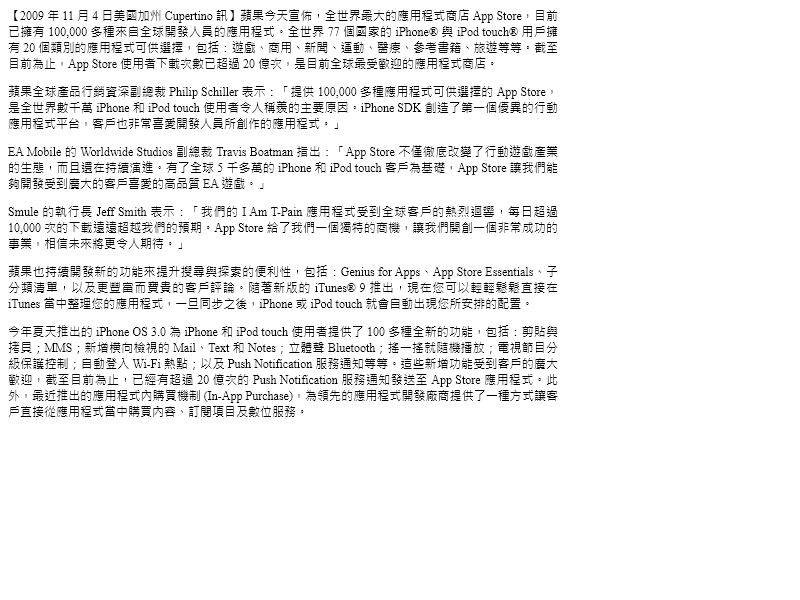 【2009 年 11 月 4 日美國加州 Cupertino 訊】蘋果今天宣佈，全世界最大的應用程式商店 App Store，目前
已擁有 100,000 多種來自全球開發人員的應用程式。全世界 77 個國家的 iPhone® 與 iPod touch® 用戶擁
有 20 個類別的應用程式可供選擇，包括：遊戲、商用、新聞、運動、醫療、參考書籍、旅遊等等。截至
目前為止，App Store 使用者下載次數已超過 20 億次，是目前全球最受歡迎的應用程式商店。
蘋果全球產品行銷資深副總裁 Philip Schiller 表示：「提供 100,000 多種應用程式可供選擇的 App Store，
是全世界數千萬 iPhone 和 iPod touch 使用者令人稱羨的主要原因。iPhone SDK 創造了第一個優異的行動
應用程式平台，客戶也非常喜愛開發人員所創作的應用程式。」
EA Mobile 的 Worldwide Studios 副總裁 Travis Boatman 指出：「App Store 不僅徹底改變了行動遊戲產業
的生態，而且還在持續演進。有了全球 5 千多萬的 iPhone 和 iPod touch 客戶為基礎，App Store 讓我們能
夠開發受到廣大的客戶喜愛的高品質 EA 遊戲。」
Smule 的執行長 Jeff Smith 表示：「我們的 I Am T-Pain 應用程式受到全球客戶的熱烈迴響，每日超過
10,000 次的下載遠遠超越我們的預期。App Store 給了我們一個獨特的商機，讓我們開創一個非常成功的
事業，相信未來將更令人期待。」
蘋果也持續開發新的功能來提升搜尋與探索的便利性，包括：Genius for Apps、App Store Essentials、子
分類清單，以及更豐富而寶貴的客戶評論。隨著新版的 iTunes® 9 推出，現在您可以輕輕鬆鬆直接在
iTunes 當中整理您的應用程式，一旦同步之後，iPhone 或 iPod touch 就會自動出現您所安排的配置。
今年夏天推出的 iPhone OS 3.0 為 iPhone 和 iPod touch 使用者提供了 100 多種全新的功能，包括：剪貼與
拷貝；MMS；新增橫向檢視的 Mail、Text 和 Notes；立體聲 Bluetooth；搖一搖就隨機播放；電視節目分
級保護控制；自動登入 Wi-Fi 熱點；以及 Push Notification 服務通知等等。這些新增功能受到客戶的廣大
歡迎，截至目前為止，已經有超過 20 億次的 Push Notification 服務通知發送至 App Store 應用程式。此
外，最近推出的應用程式內購買機制 (In-App Purchase)，為領先的應用程式開發廠商提供了一種方式讓客
戶直接從應用程式當中購買內容、訂閱項目及數位服務。